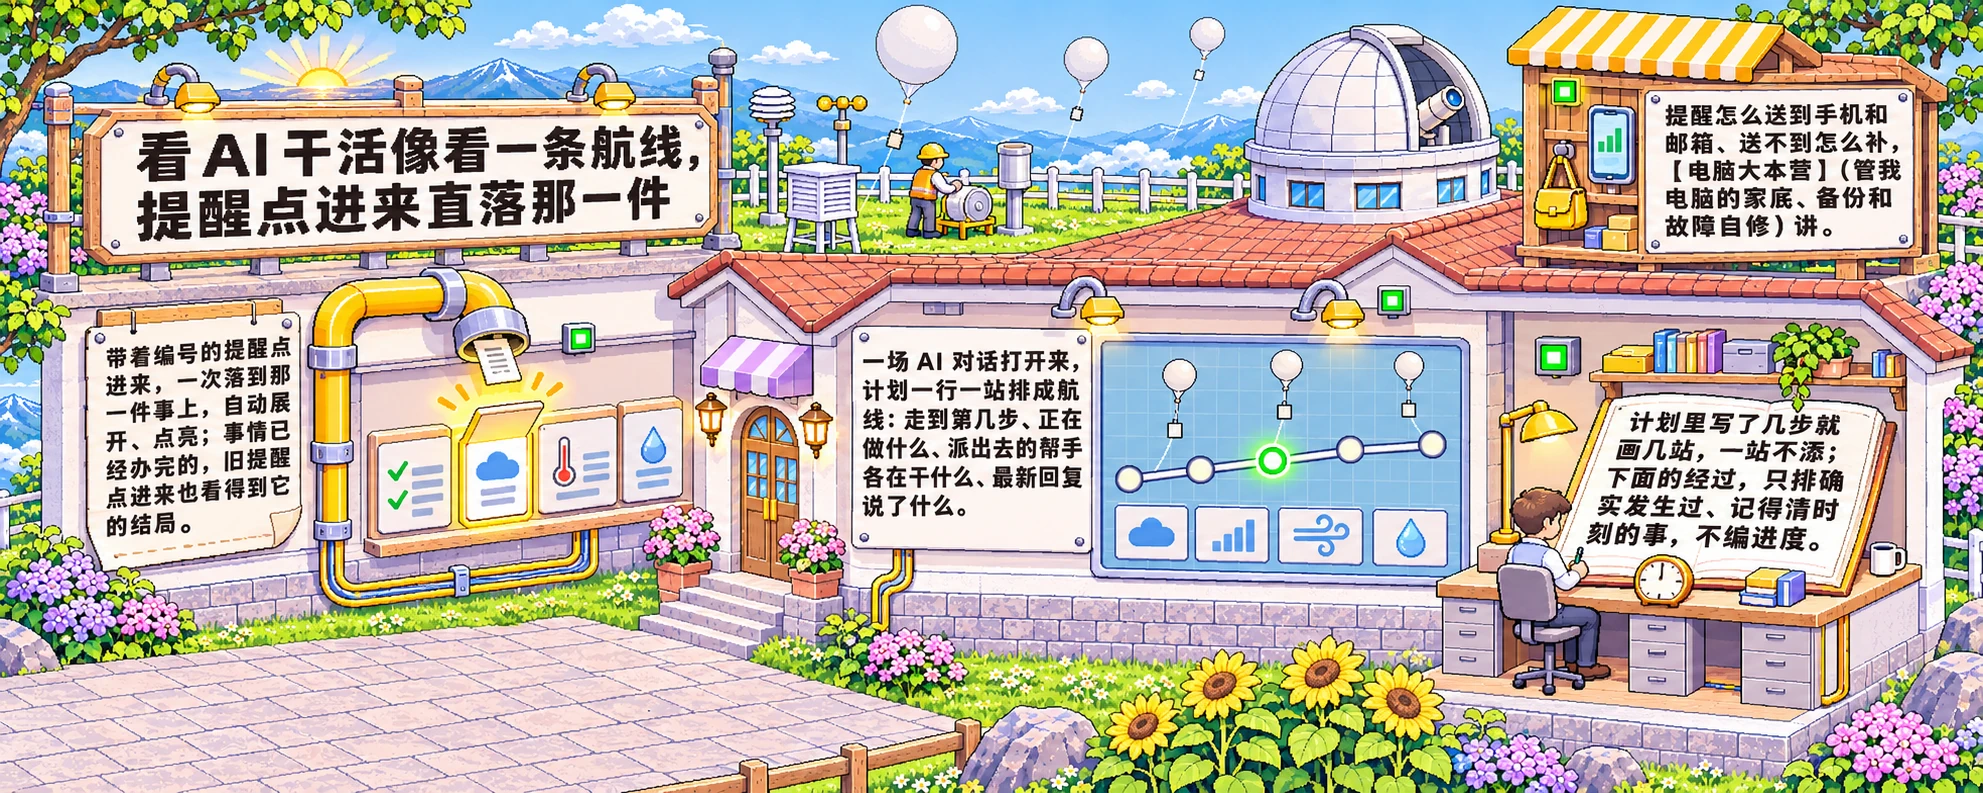 看 AI 干活像看一条航线,
提醒点进来直落那一件
提醒怎么送到手机和
邮箱、送不到怎么补,
【电脑大本营】(管我
电脑的家底、备份和
故障自修)讲。
带着编号的提醒点
进来,一次落到那
一件事上,自动展
开、点亮;事情已
经办完的,旧提醒
点进来也看得到它
的结局。
一场 AI 对话打开来,
计划一行一站排成航
线:走到第几步、正在
做什么、派出去的帮手
各在干什么、最新回复
说了什么。
计划里写了几步就
画几站,一站不添;
下面的经过,只排确
实发生过、记得清时
刻的事,不编进度。